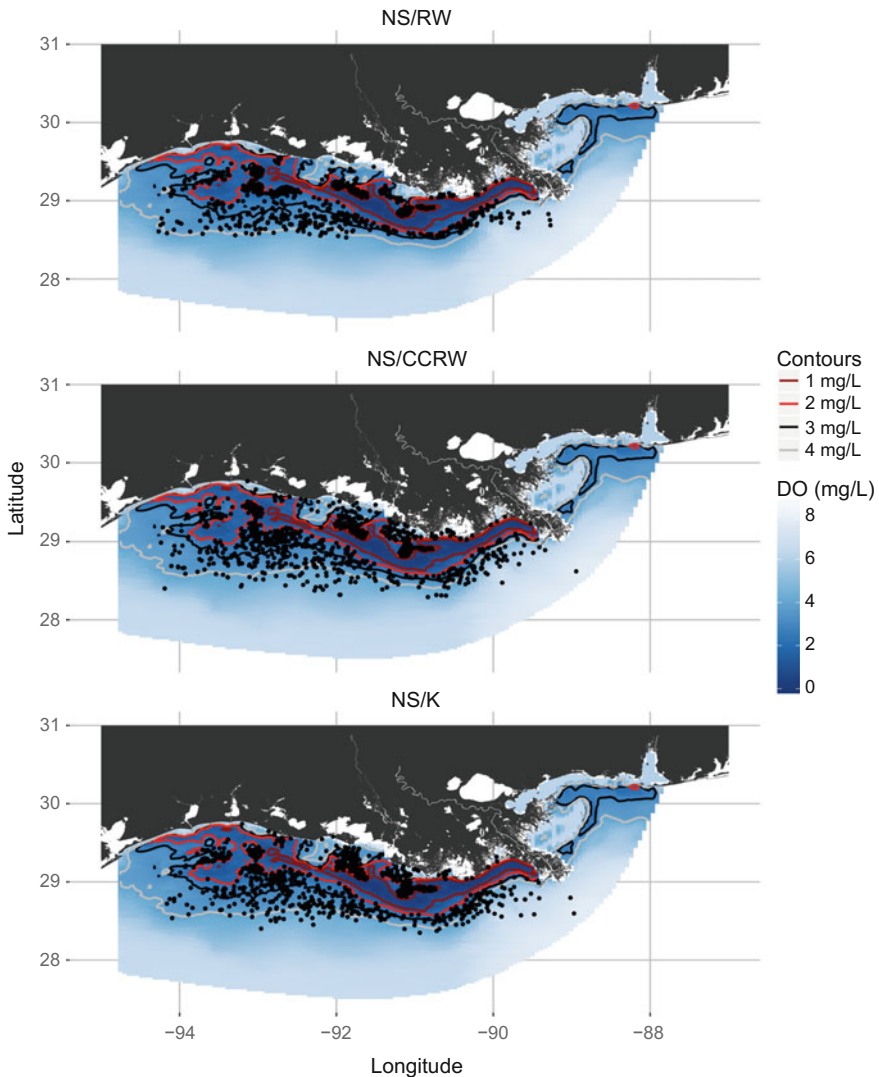 NS/RW
31
30
29
28
NS/CCRW
31
30
29
28
Latitude
Contours
1 mg/L
2 mg/L
3 mg/L
4 mg/L
DO (mg/L)
8
6
4
2
0
NS/K
31
30
29
28
−94
−92
−90
−88
Longitude